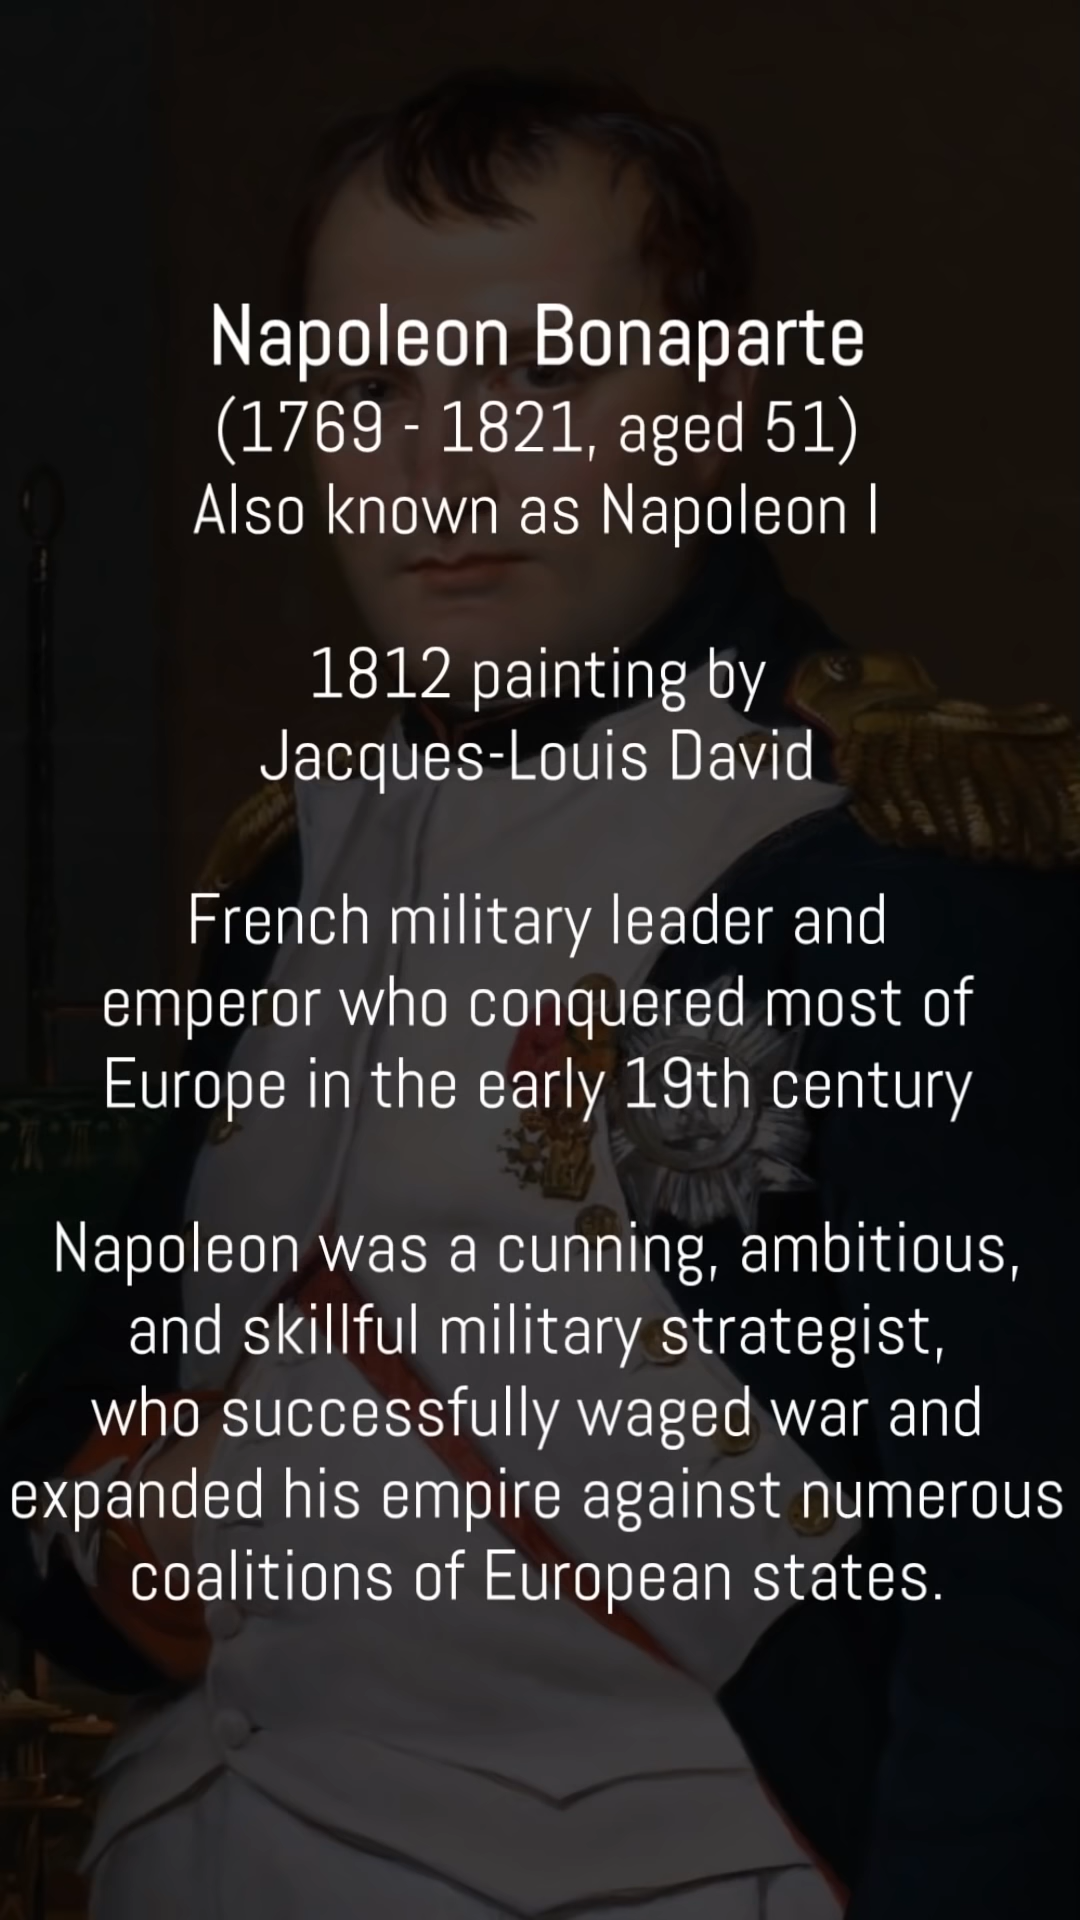 Napoleon Bonaparte
(1769 - 1821, aged 51)
Also known as Napoleon I
1812 painting by
Jacques-Louis David
French military leader and
emperor who conquered most of
Europe in the early 19th century
Napoleon was a cunning, ambitious,
and skillful military strategist,
who successfully waged war and
expanded his empire against numerous
coalitions of European states.